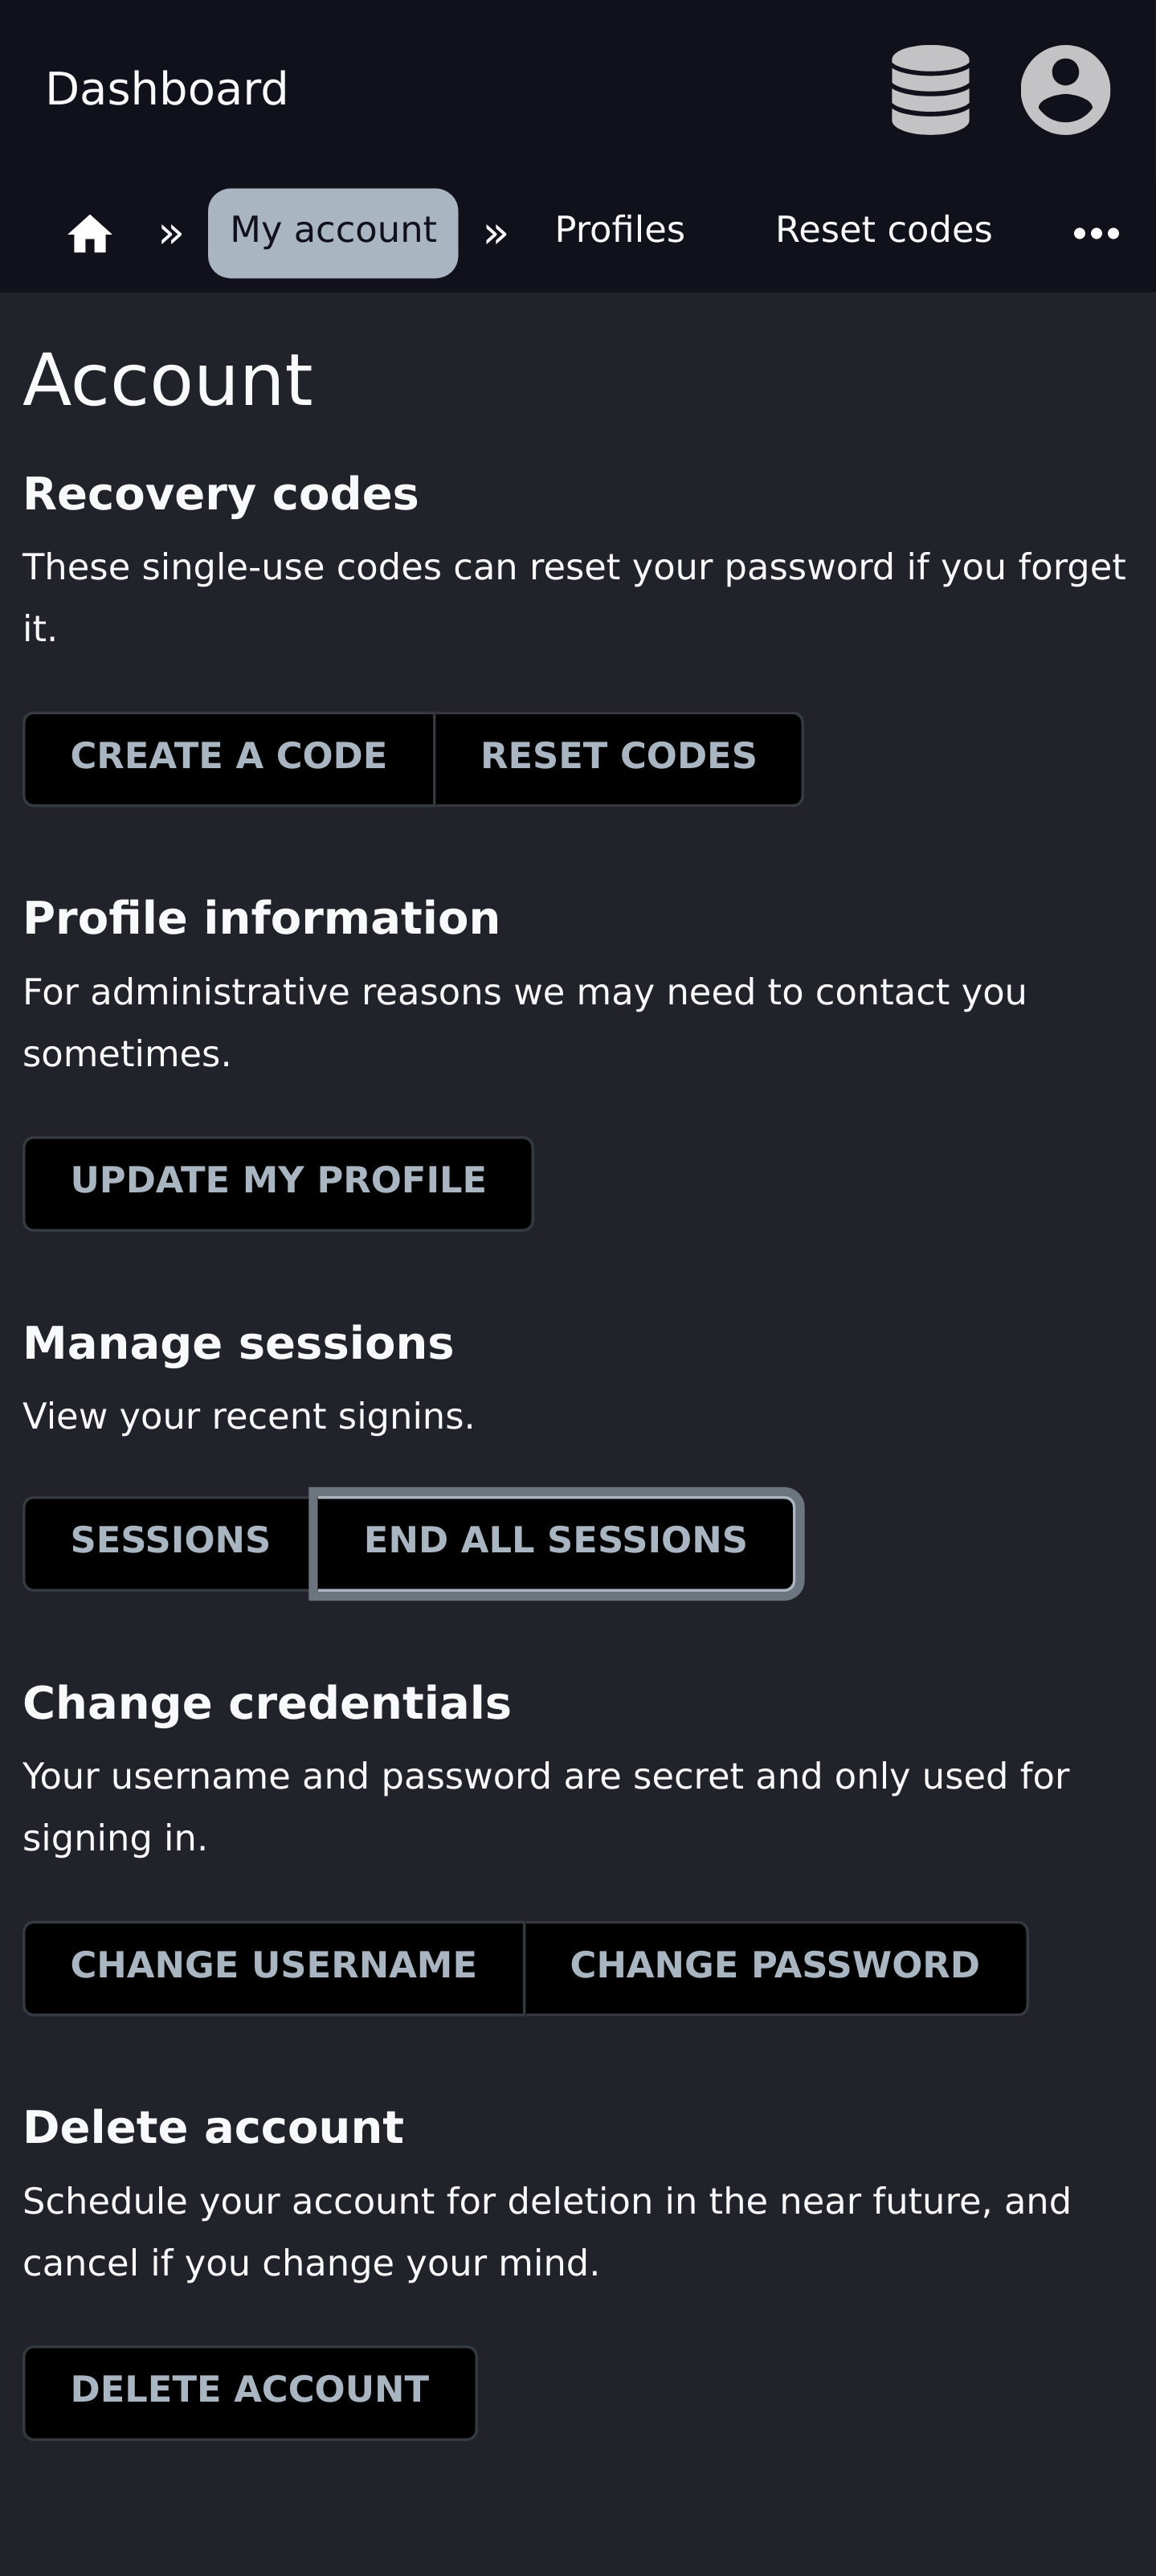 Dashboard
» My account » Profiles Reset codes •••
Account
Recovery codes
These single-use codes can reset your password if you forget
it.
CREATE A CODE RESET CODES
Profile information
For administrative reasons we may need to contact you
sometimes.
UPDATE MY PROFILE
Manage sessions
View your recent signins.
SESSIONS END ALL SESSIONS
Change credentials
Your username and password are secret and only used for
signing in.
CHANGE USERNAME CHANGE PASSWORD
Delete account
Schedule your account for deletion in the near future, and
cancel if you change your mind.
DELETE ACCOUNT